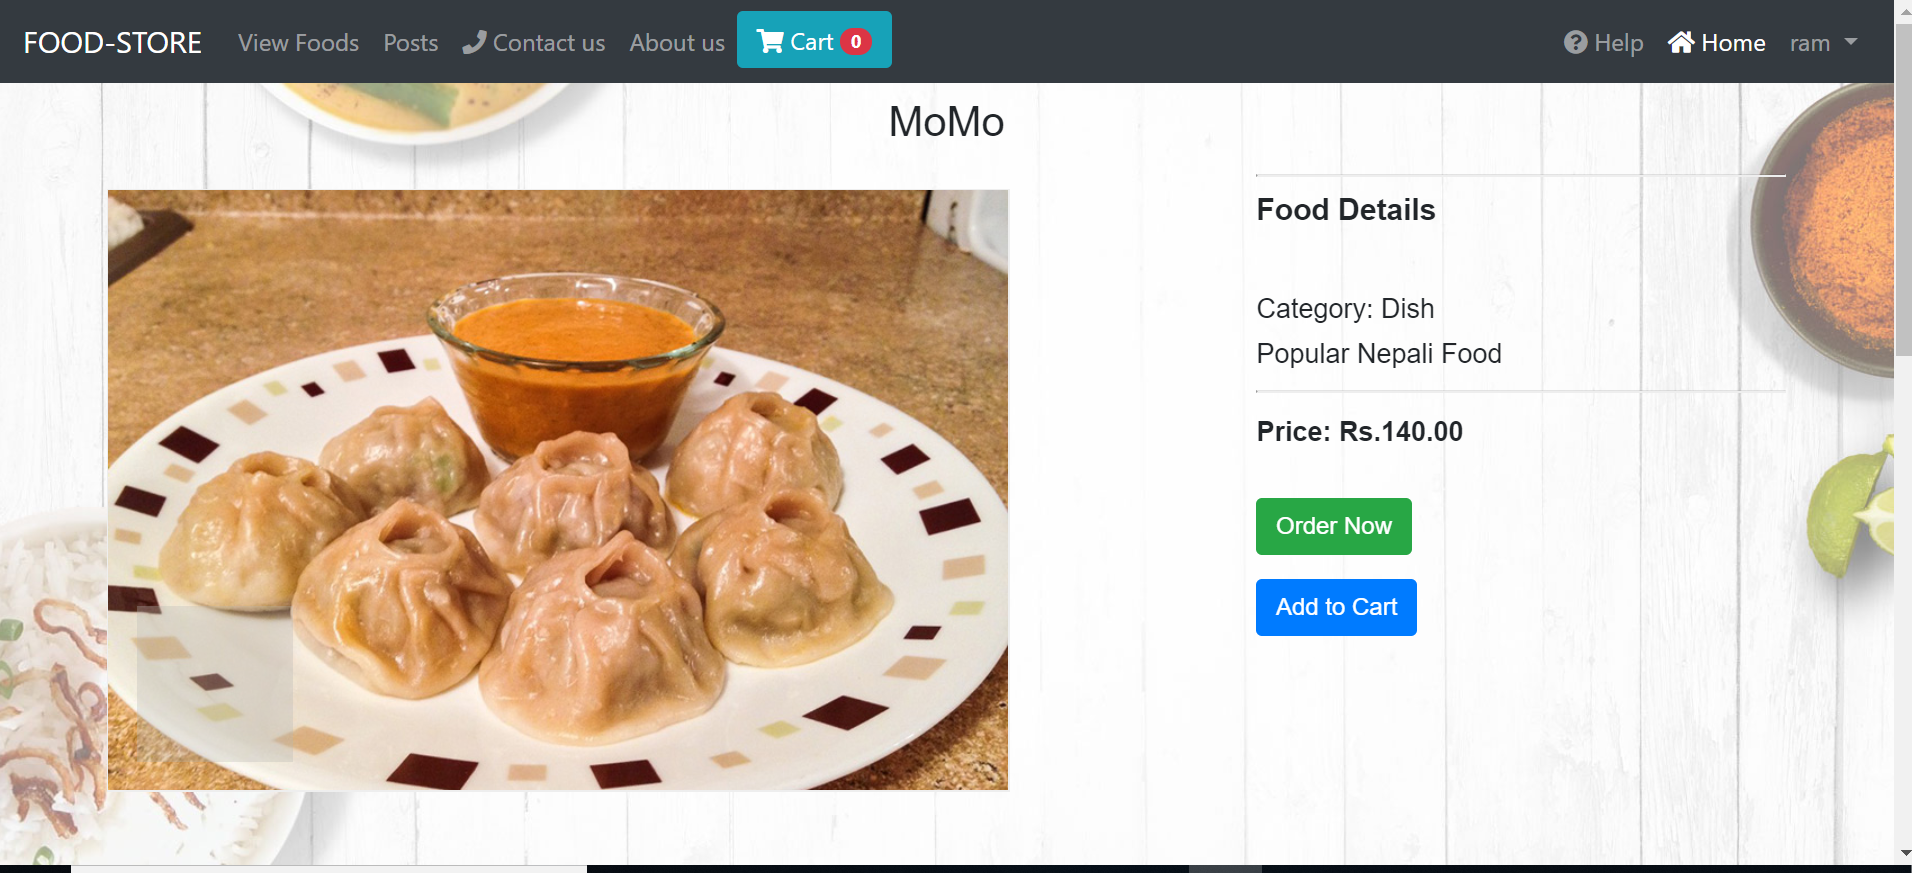 FOOD-STORE View Foods Posts Contact us About us Cart 0 Help Home ram
MoMo
Food Details
Category: Dish
Popular Nepali Food
Price: Rs.140.00
Order Now
Add to Cart